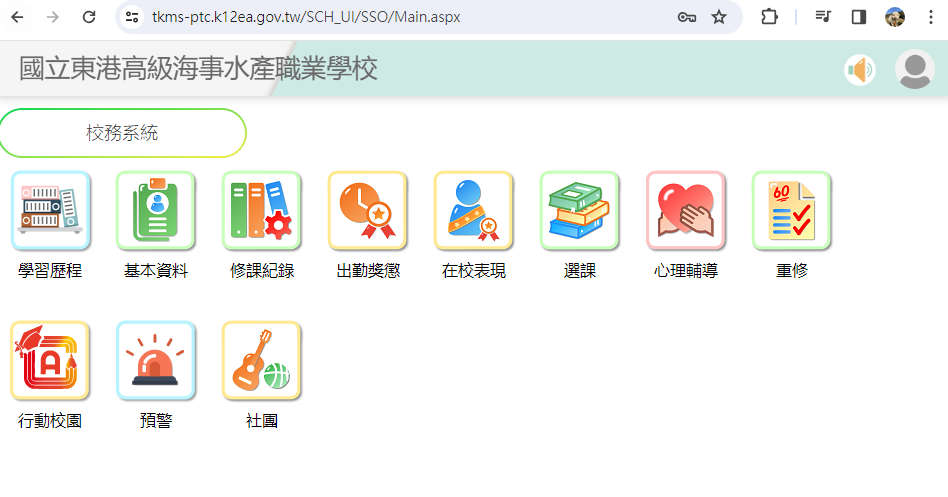 tkms-ptc.k12ea.gov.tw/SCH_UI/SSO/Main.aspx
國立東港高級海事水產職業學校
校務系統
60
學習歷程 基本資料 修課紀錄 出勤獎懲 在校表現 選課 心理輔導 重修
A
行動校園 預警 社團